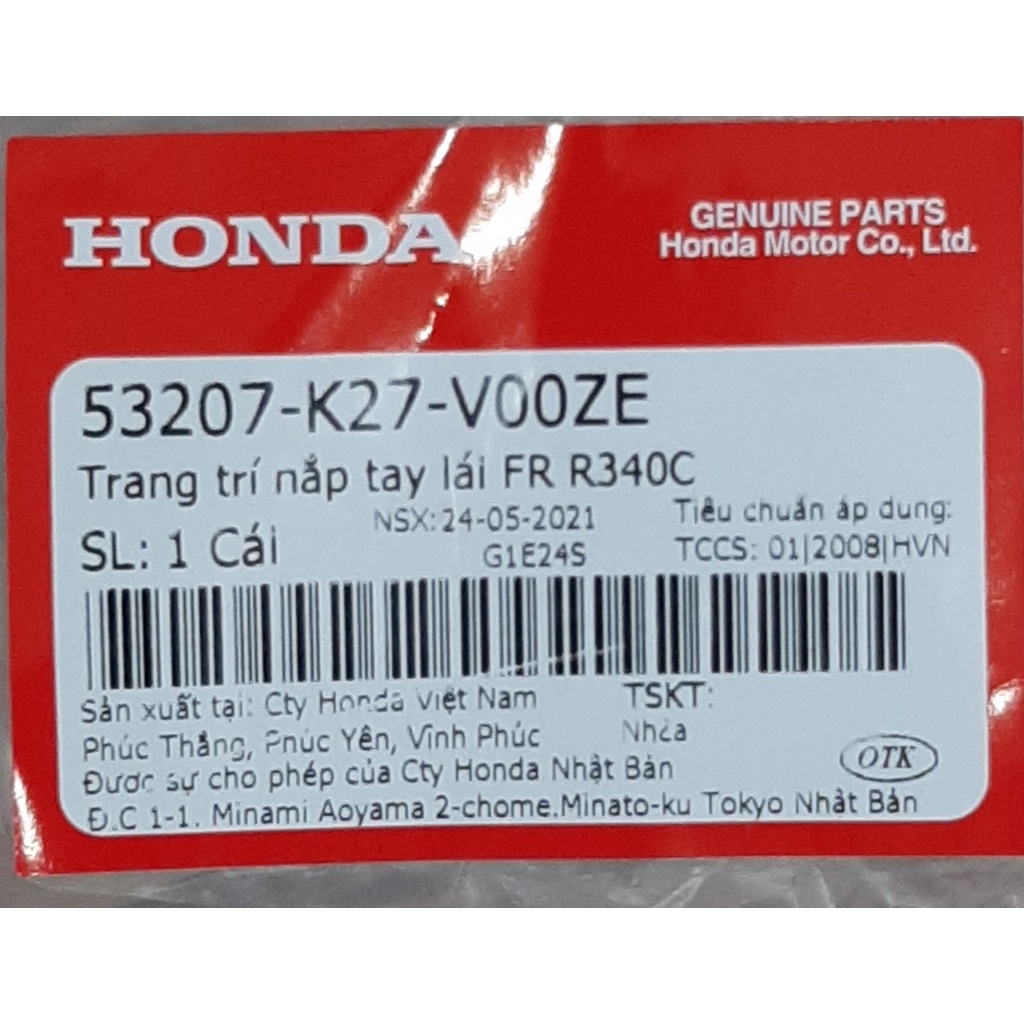 HONDA
GENUINE PARTS
Honda Motor Co., Ltd.
53207-K27-V00ZE
Trang trí nắp tay lái FR R340C
NSX: 24-05-2021
Tiêu chuẩn áp dụng:
SL: 1 Cái
G1E24S
TCCS: 01|2008|HVN
Sản xuất tại: Cty Honda Việt Nam
TSKT:
Phúc Thắng, Phúc Yên, Vĩnh Phúc
Nhựa
Được sự cho phép của Cty Honda Nhật Bản
OTK
Đ.C 1-1. Minami Aoyama 2-chome.Minato-ku Tokyo Nhật Bản